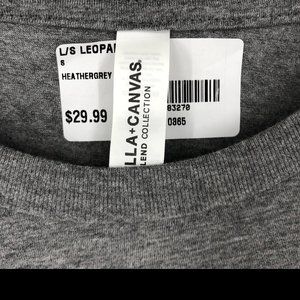 L/S LEOPA
S
HEATHERGREY
$29.99
83270
0365
LLA+CANVAS.
LEND COLLECTION